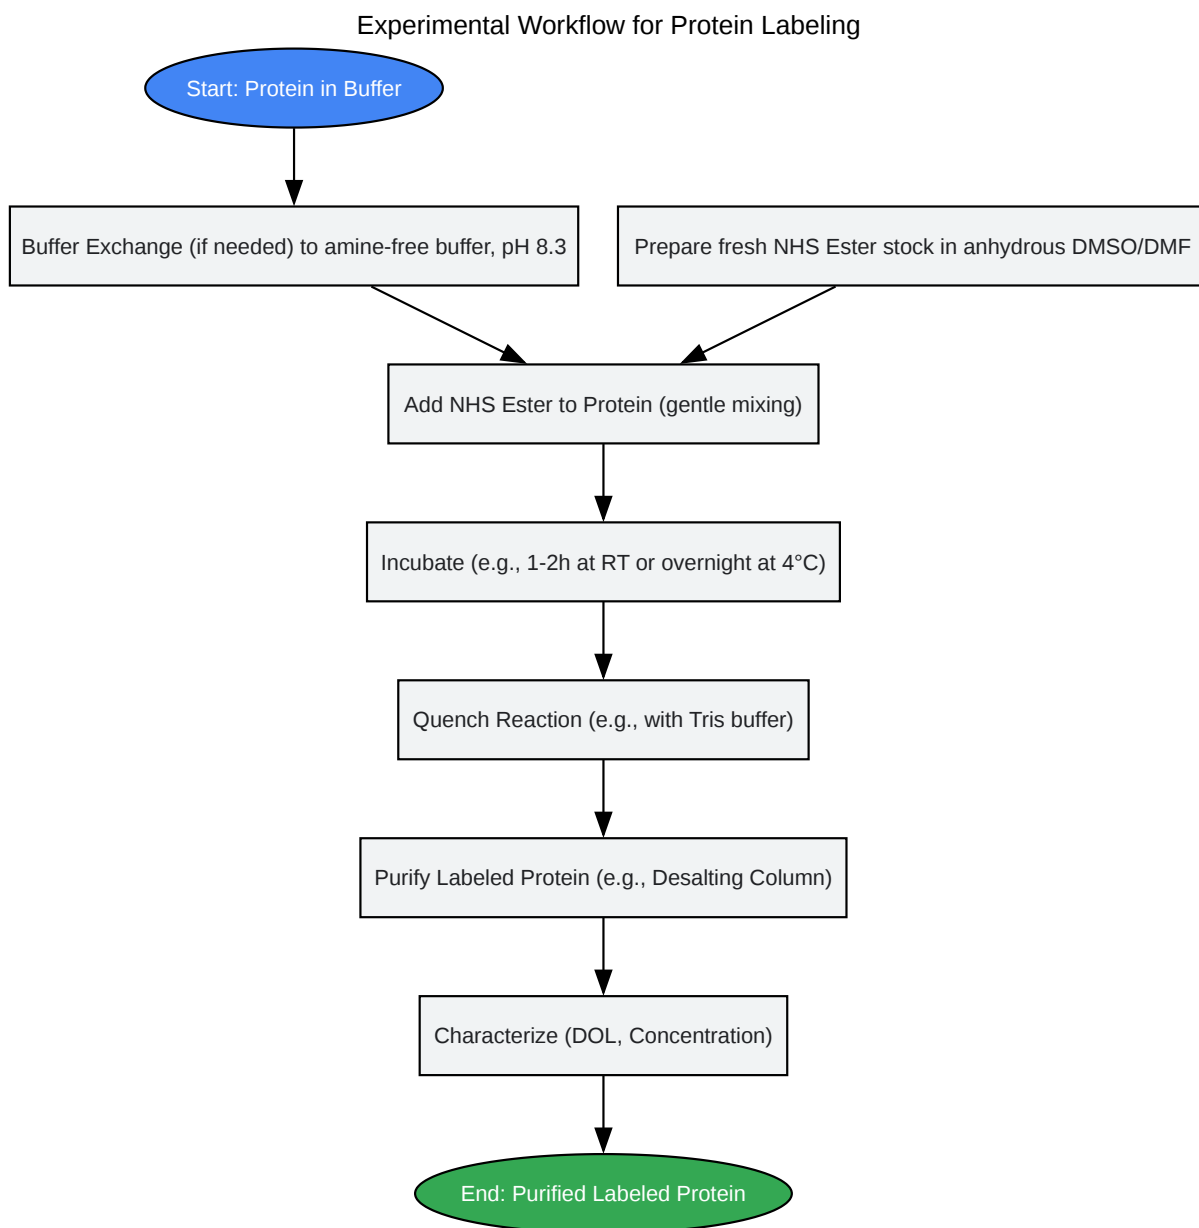 Experimental Workflow for Protein Labeling
Start: Protein in Buffer
Buffer Exchange (if needed) to amine-free buffer, pH 8.3
Prepare fresh NHS Ester stock in anhydrous DMSO/DMF
Add NHS Ester to Protein (gentle mixing)
Incubate (e.g., 1-2h at RT or overnight at 4°C)
Quench Reaction (e.g., with Tris buffer)
Purify Labeled Protein (e.g., Desalting Column)
Characterize (DOL, Concentration)
End: Purified Labeled Protein